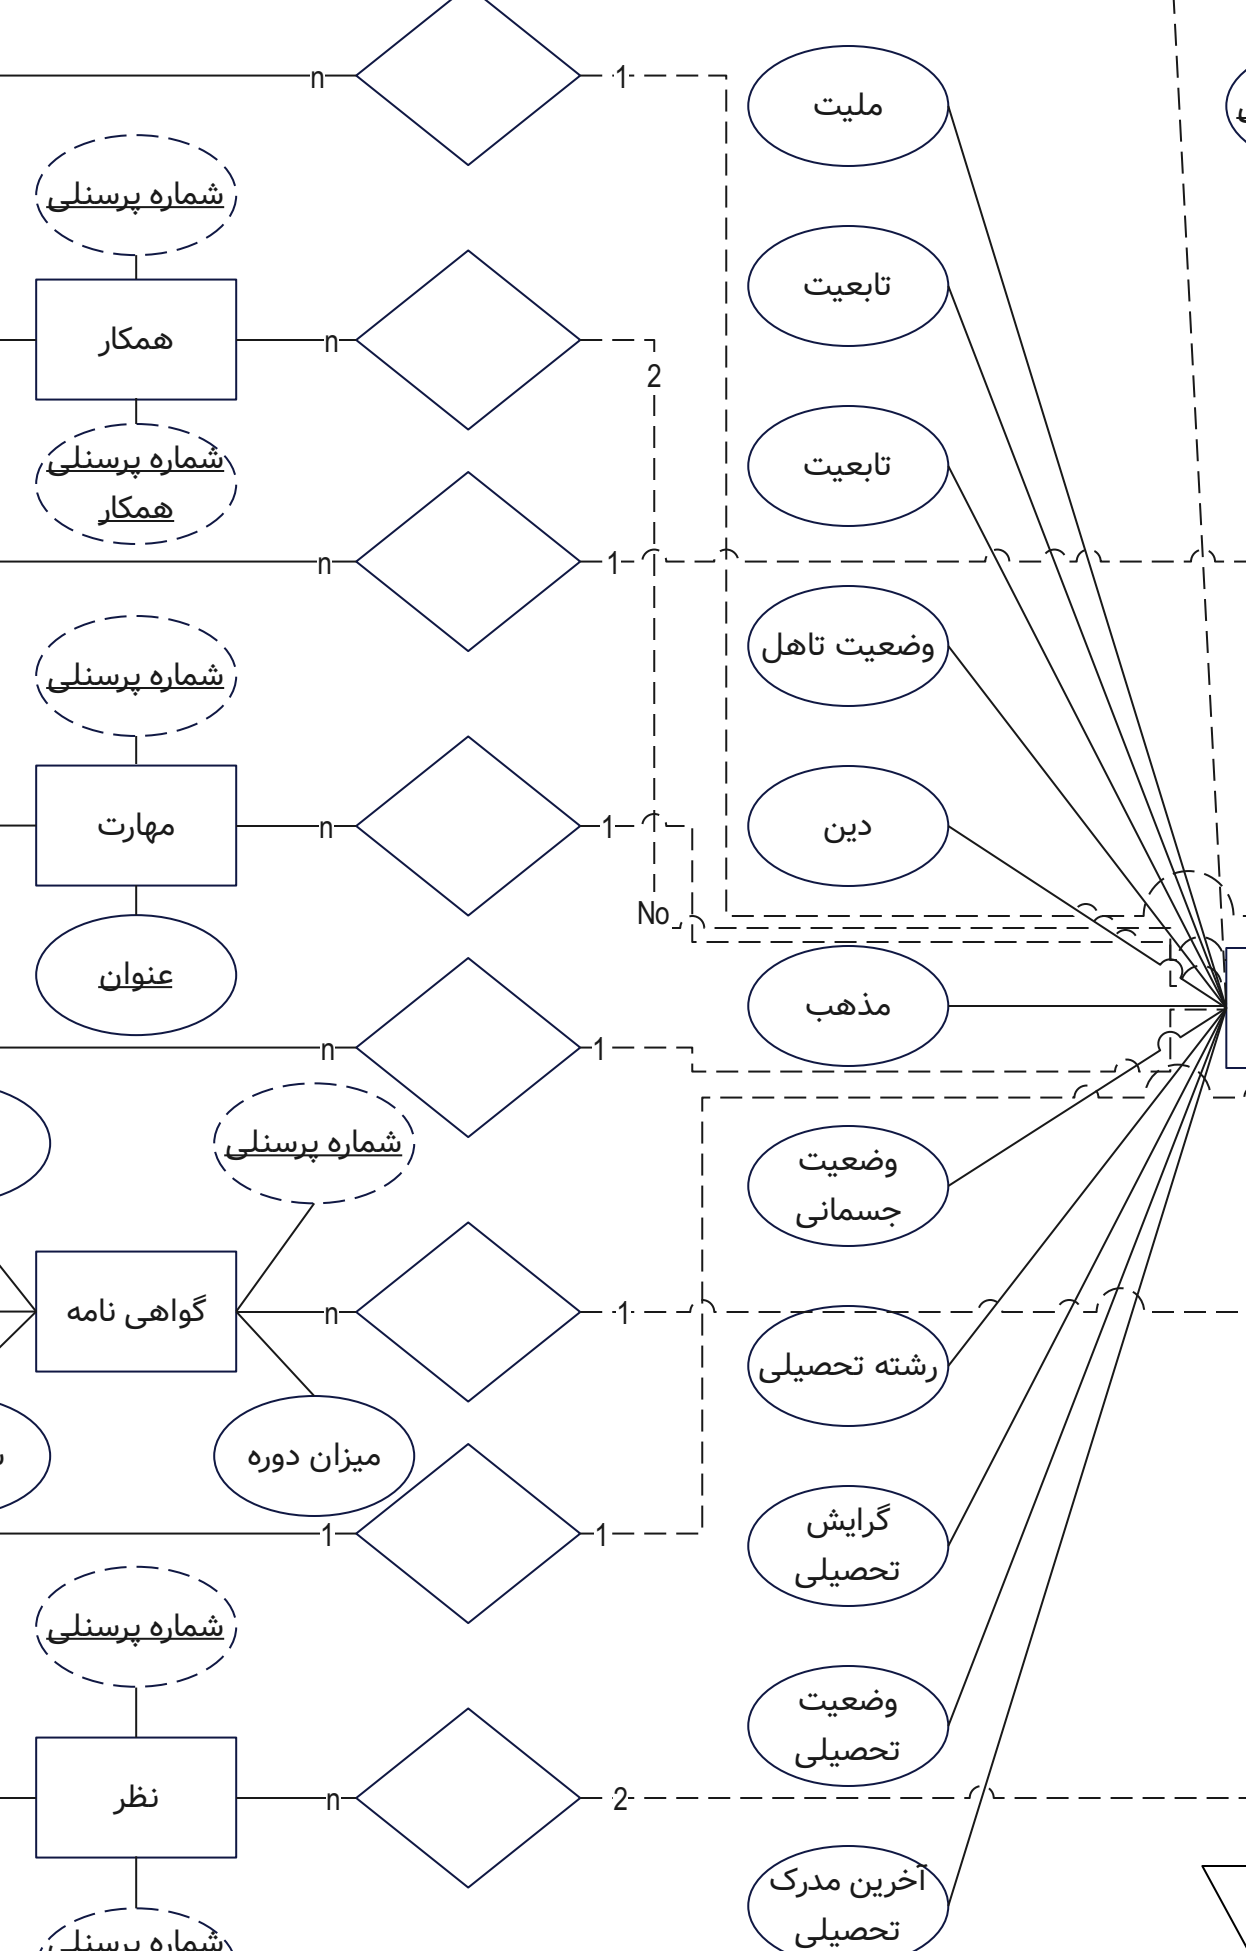 n
1
ملیت
شماره پرسنلی
تابعیت
همکار
n
2
شماره پرسنلی
همکار
تابعیت
n
1
وضعیت تاهل
شماره پرسنلی
مهارت
n
1
دین
No
عنوان
مذهب
n
1
شماره پرسنلی
وضعیت
جسمانی
گواهی نامه
n
1
رشته تحصیلی
میزان دوره
گرایش
تحصیلی
1
1
شماره پرسنلی
وضعیت
تحصیلی
نظر
n
2
آخرین مدرک
تحصیلی
شماره پرسنلی